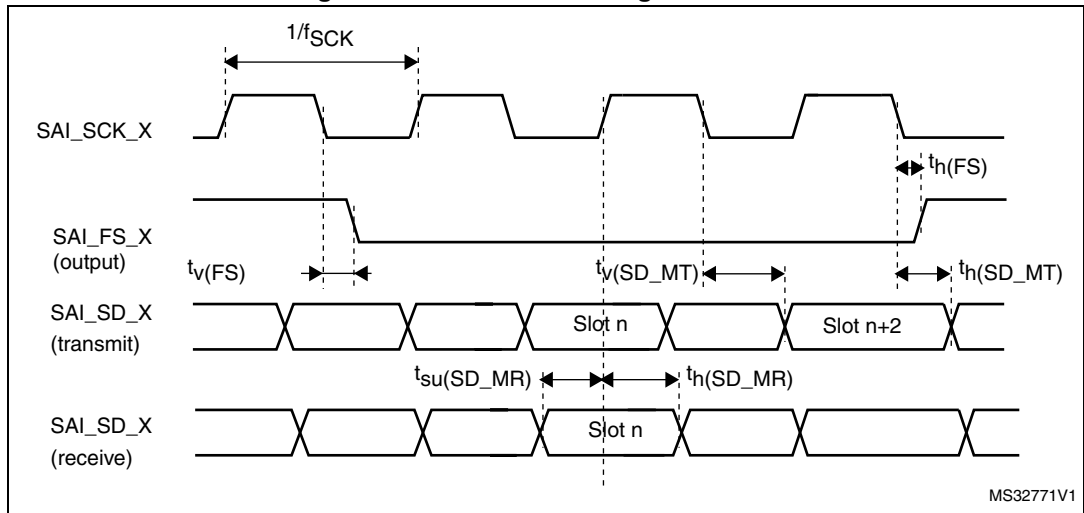 1/fSCK
SAI_SCK_X
th(FS)
SAI_FS_X
(output)
tv(FS)
tv(SD_MT)
th(SD_MT)
SAI_SD_X
(transmit)
Slot n
Slot n+2
tsu(SD_MR)
th(SD_MR)
SAI_SD_X
(receive)
Slot n
MS32771V1